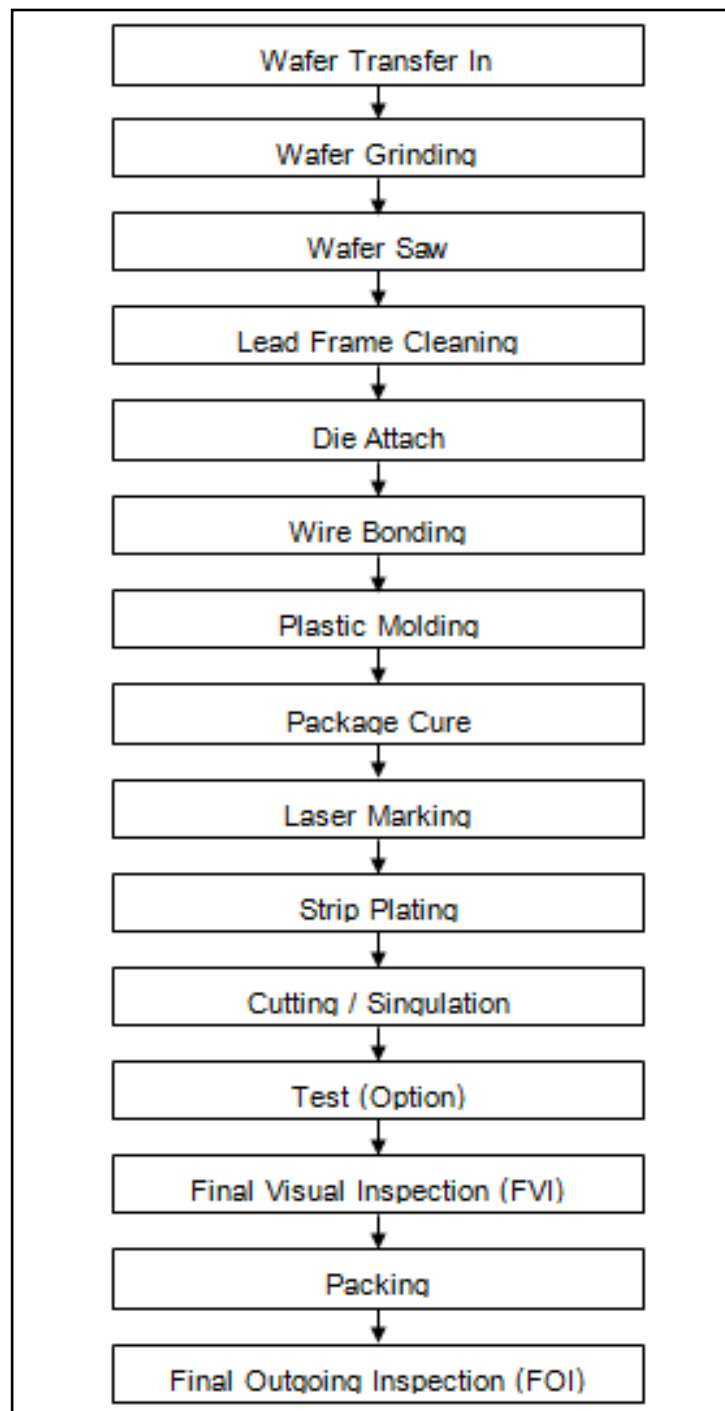 Wafer Transfer In
Wafer Grinding
Wafer Saw
Lead Frame Cleaning
Die Attach
Wire Bonding
Plastic Molding
Package Cure
Laser Marking
Strip Plating
Cutting / Singulation
Test (Option)
Final Visual Inspection (FVI)
Packing
Final Outgoing Inspection (FOI)